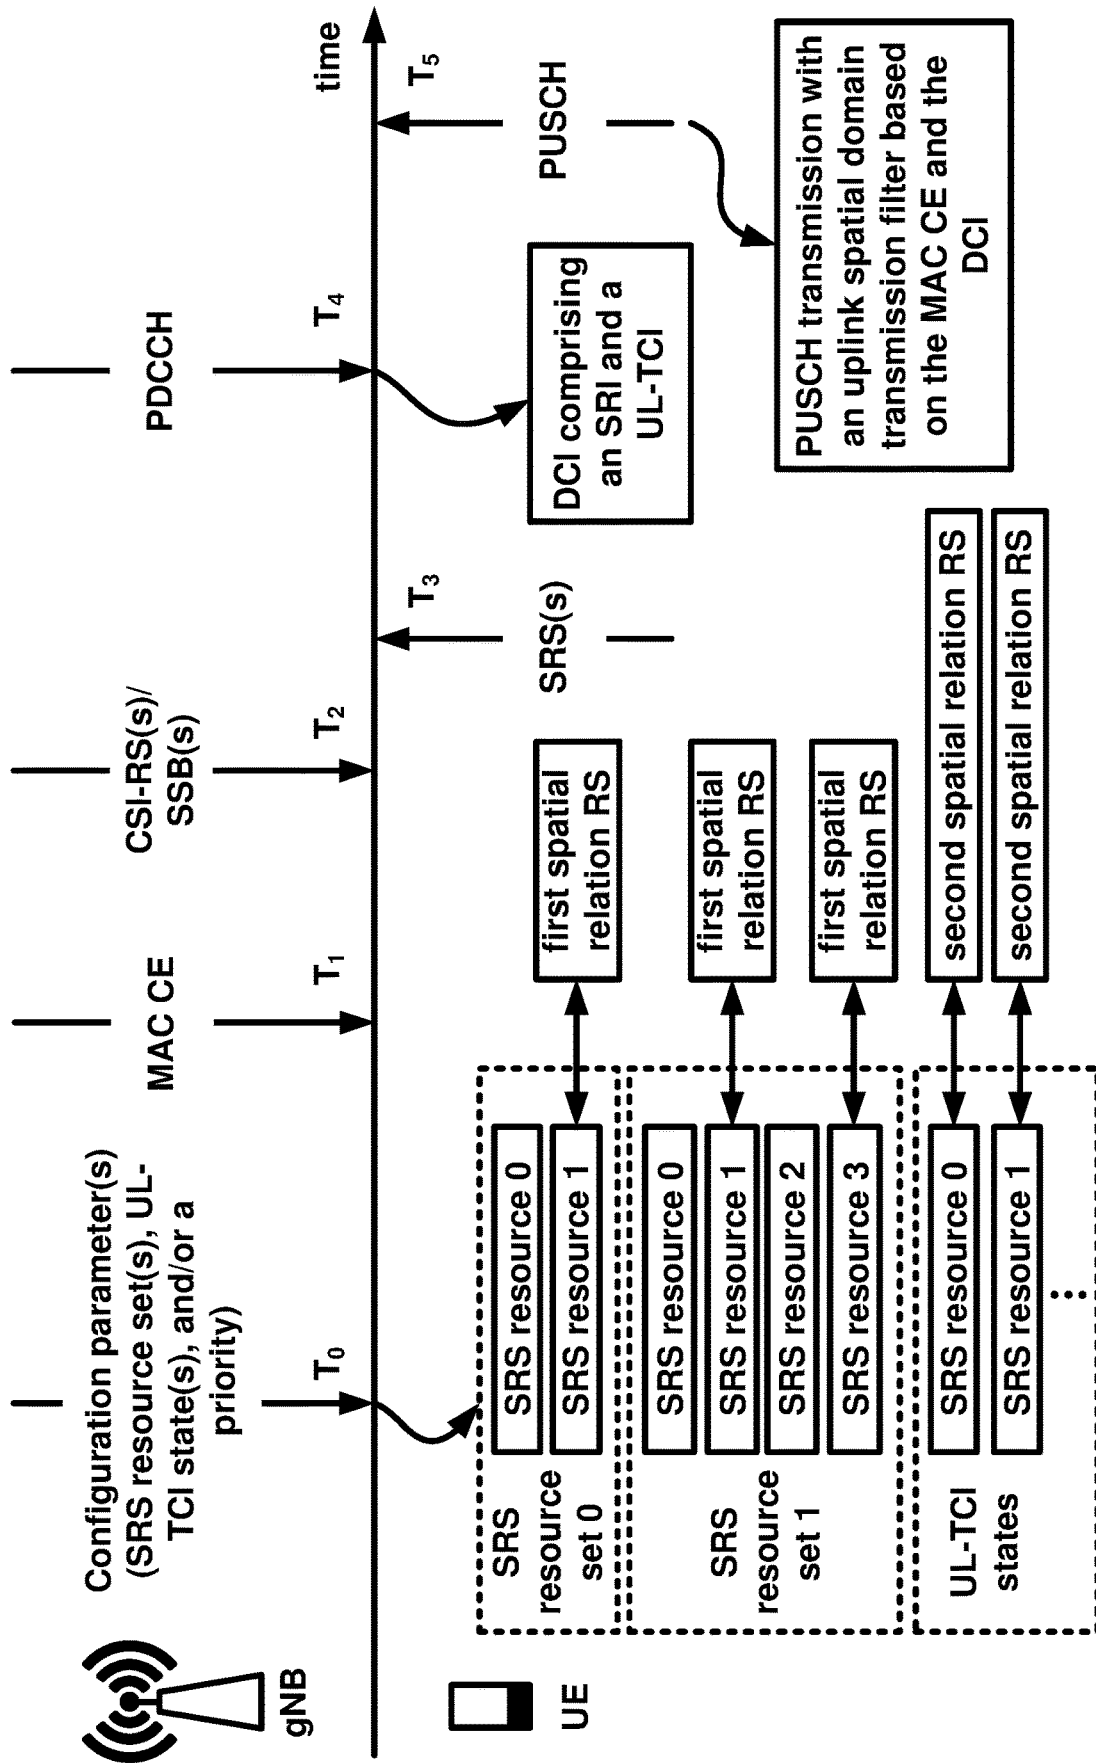 gNB
Configuration parameter(s)
(SRS resource set(s), UL-
TCI state(s), and/or a
priority)
MAC CE
CSI-RS(s)/
SSB(s)
PDCCH
T0
T1
T2
T4
time
T3
T5
UE
SRS(s)
PUSCH
SRS
resource
set 0
SRS resource 0
SRS resource 1
first spatial
relation RS
SRS
resource
set 1
SRS resource 0
SRS resource 1
SRS resource 2
SRS resource 3
first spatial
relation RS
first spatial
relation RS
UL-TCI
states
SRS resource 0
SRS resource 1
second spatial relation RS
second spatial relation RS
DCI comprising
an SRI and a
UL-TCI
PUSCH transmission with
an uplink spatial domain
transmission filter based
on the MAC CE and the
DCI